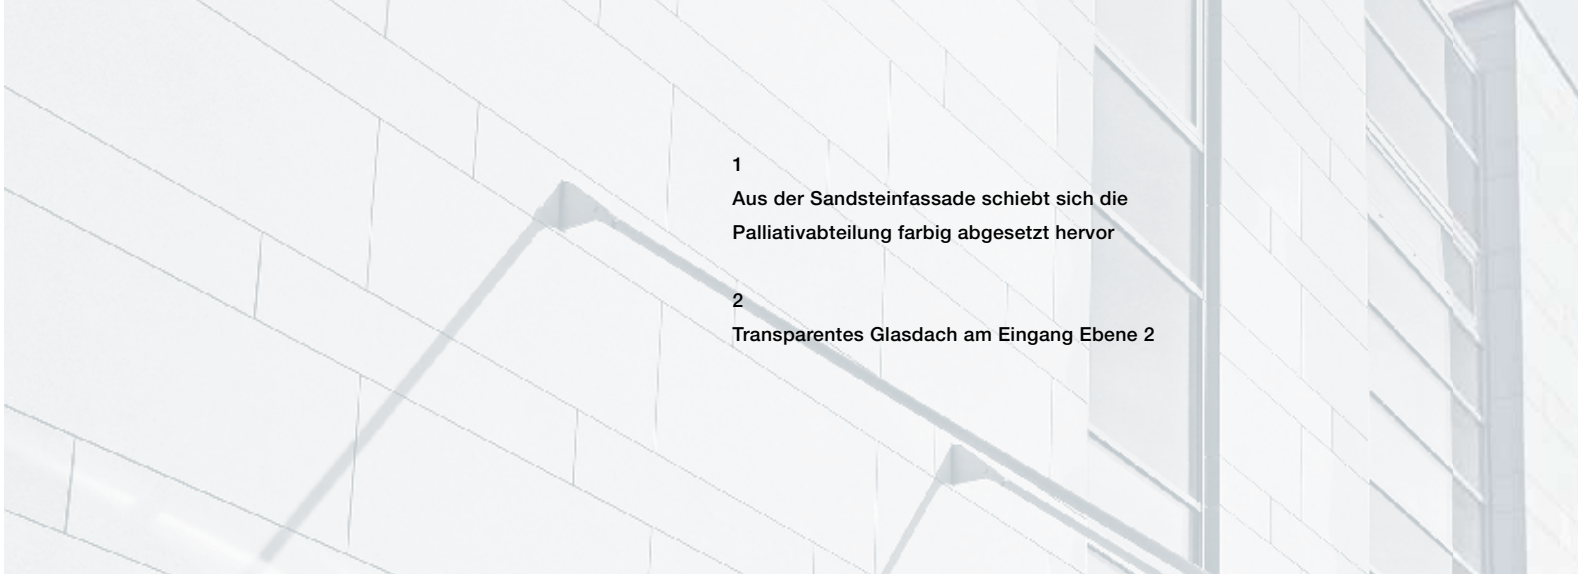 1
Aus der Sandsteinfassade schiebt sich die
Palliativabteilung farbig abgesetzt hervor
2
Transparentes Glasdach am Eingang Ebene 2